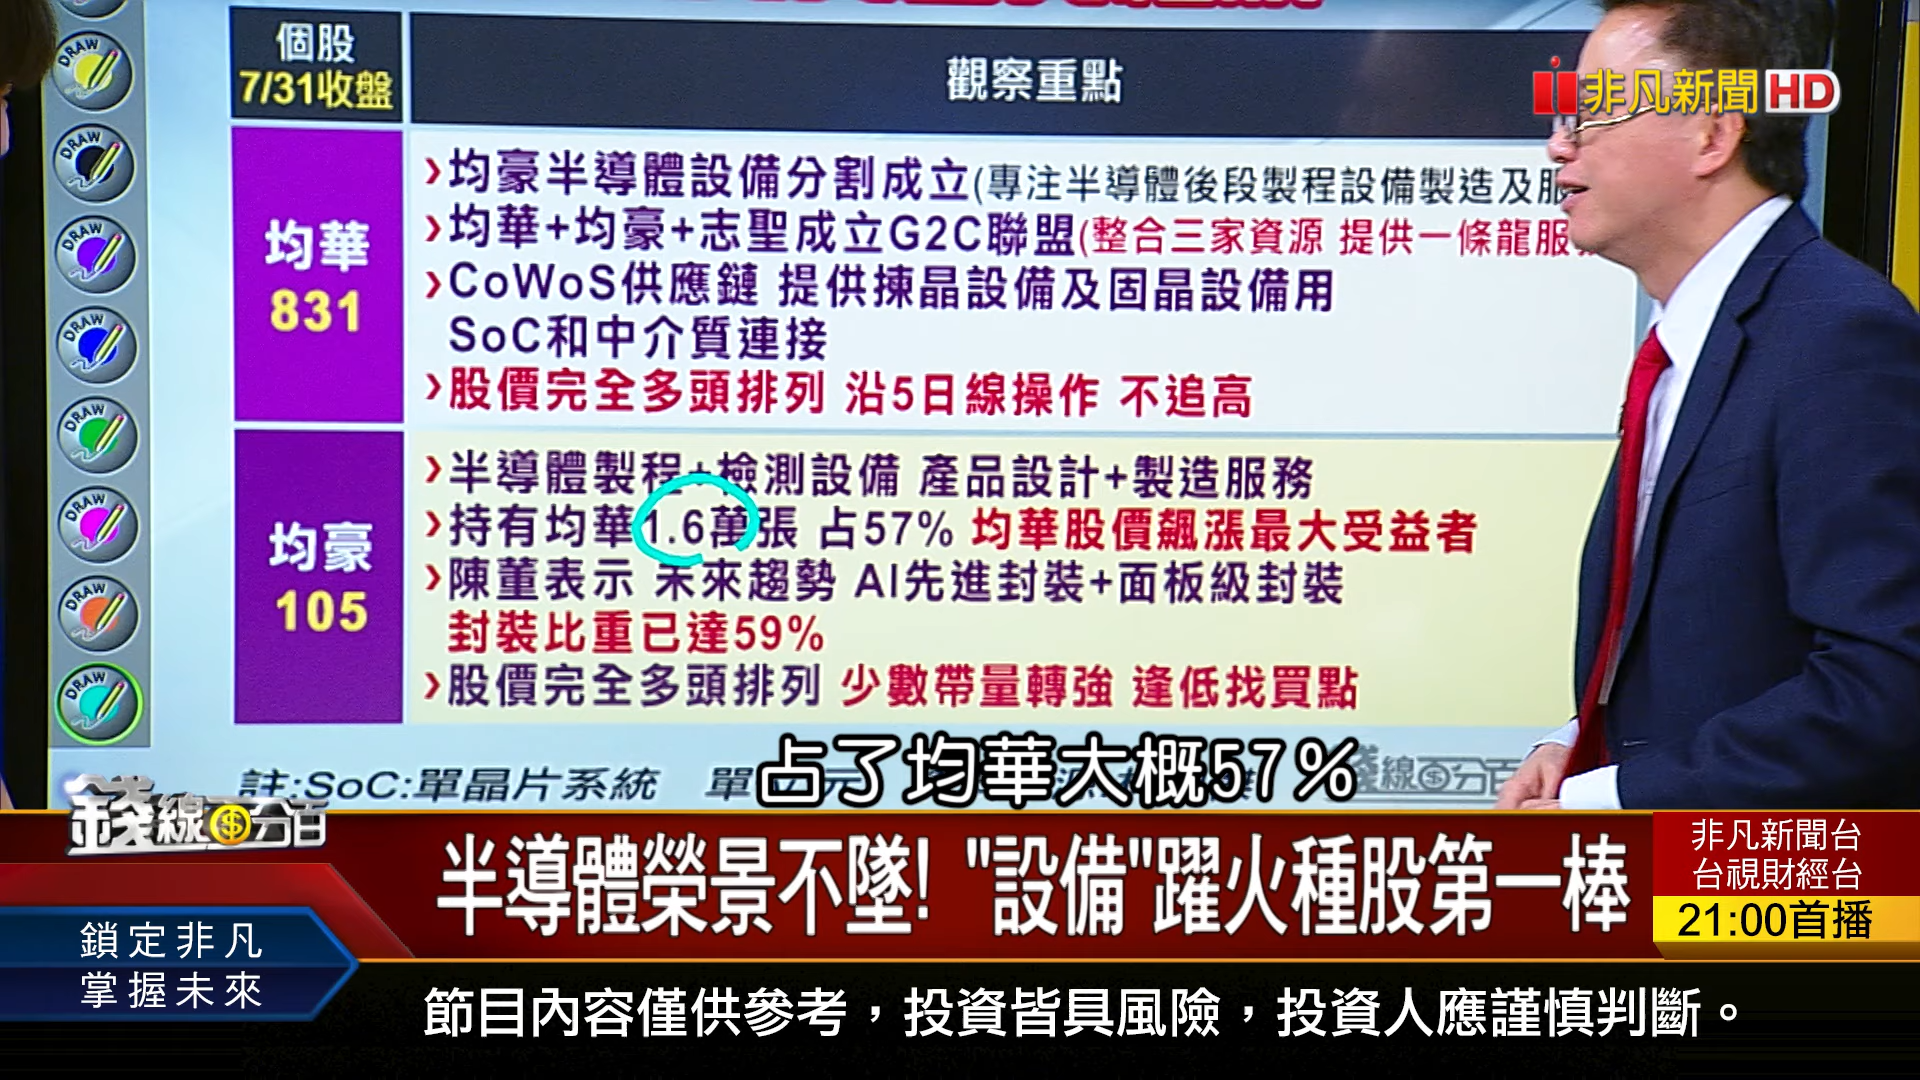 個股
7/31收盤
觀察重點
非凡新聞HD
均華
831
›均豪半導體設備分割成立(專注半導體後段製程設備製造及服
›均華+均豪+志聖成立G2C聯盟(整合三家資源 提供一條龍服務
›CoWoS供應鏈 提供揀晶設備及固晶設備用
SoC和中介質連接
›股價完全多頭排列 沿5日線操作 不追高
均豪
105
›半導體製程+檢測設備 產品設計+製造服務
›持有均華1.6萬張 占57% 均華股價飆漲最大受益者
›陳董表示 未來趨勢 AI先進封裝+面板級封裝
封裝比重已達59%
›股價完全多頭排列 少數帶量轉強 逢低找買點
DRAW
DRAW
DRAW
DRAW
DRAW
DRAW
DRAW
DRAW
註:SoC:單晶片系統 單
錢線百分百
占了均華大概57%
錢線百分百
半導體榮景不墜! "設備"躍火種股第一棒
非凡新聞台
台視財經台
21:00首播
鎖定非凡
掌握未來
節目內容僅供參考，投資皆具風險，投資人應謹慎判斷。